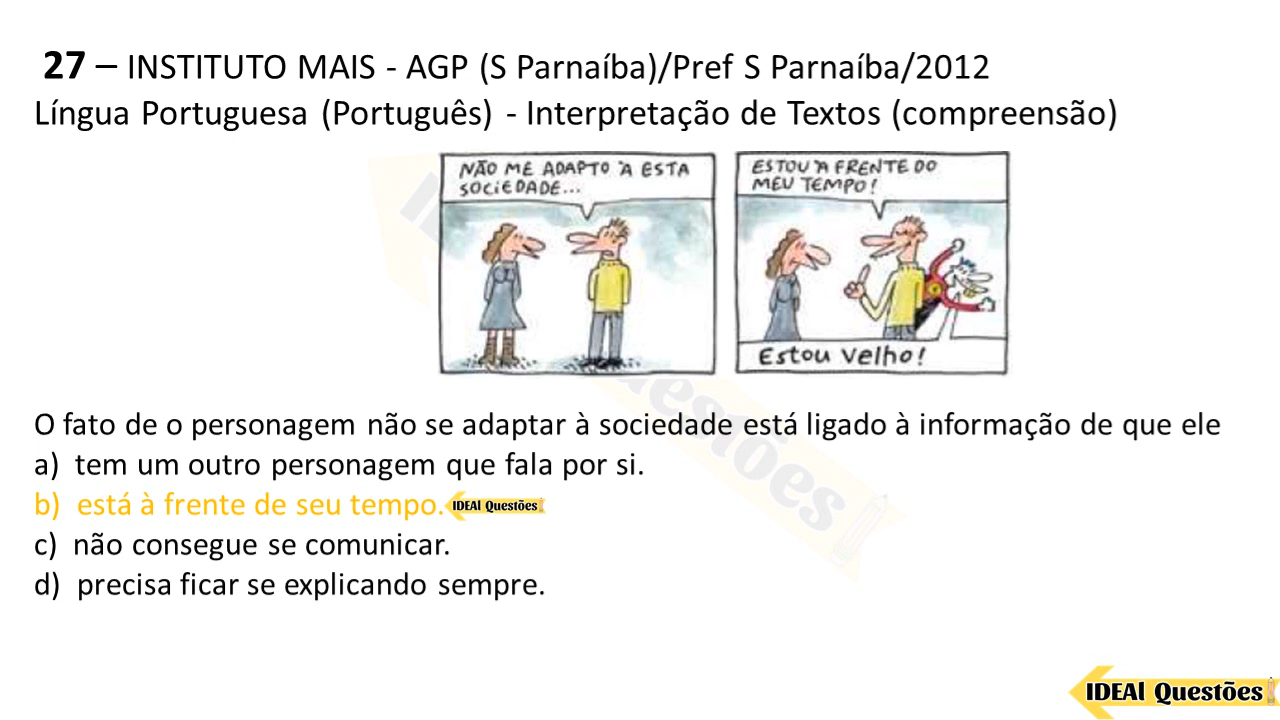 27 – INSTITUTO MAIS - AGP (S Parnaíba)/Pref S Parnaíba/2012
Língua Portuguesa (Português) - Interpretação de Textos (compreensão)
NÃO ME ADAPTO À ESTA
SOCIEDADE...
ESTOU À FRENTE DO
MEU TEMPO!
Estou velho!
O fato de o personagem não se adaptar à sociedade está ligado à informação de que ele
a) tem um outro personagem que fala por si.
b) está à frente de seu tempo. IDEAl Questões
c) não consegue se comunicar.
d) precisa ficar se explicando sempre.
IDEAl Questões